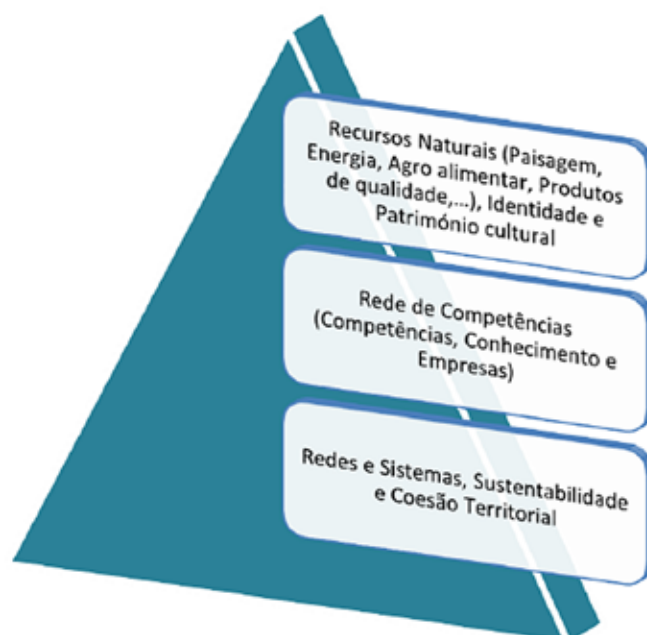 Recursos Naturais (Paisagem,
Energia, Agro alimentar, Produtos
de qualidade,...), Identidade e
Património cultural
Rede de Competências
(Competências, Conhecimento e
Empresas)
Redes e Sistemas, Sustentabilidade
e Coesão Territorial